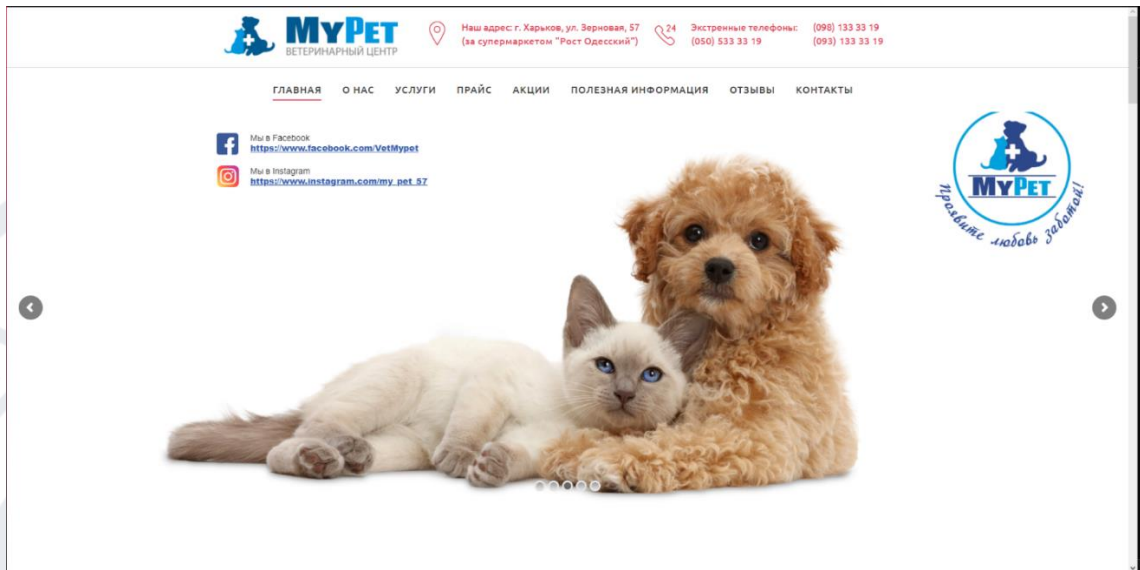 MYPET
ВЕТЕРИНАРНЫЙ ЦЕНТР
Наш адрес: г. Харьков, ул. Зерновая, 57
(за супермаркетом "Рост Одесский")
24
Экстренные телефоны:
(050) 533 33 19
(098) 133 33 19
(093) 133 33 19
ГЛАВНАЯ О НАС УСЛУГИ ПРАЙС АКЦИИ ПОЛЕЗНАЯ ИНФОРМАЦИЯ ОТЗЫВЫ КОНТАКТЫ
Мы в Facebook
https://www.facebook.com/VetMypet
Мы в Instagram
https://www.instagram.com/my_pet_57
MYPET
Проявите любовь заботой!